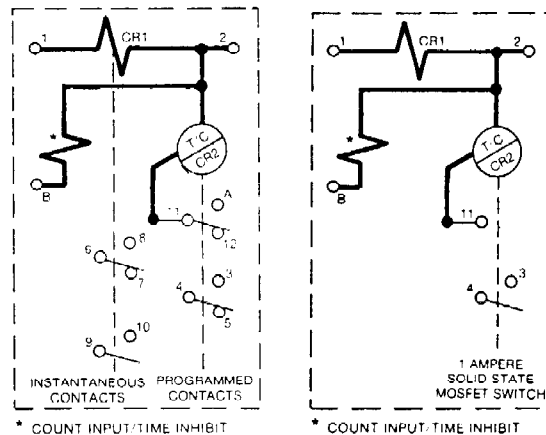 1 CR1 2
*
T/C
CR2
B
A
11
12
8
6
7
3
4
5
10
9
INSTANTANEOUS PROGRAMMED
CONTACTS CONTACTS
* COUNT INPUT/TIME INHIBIT
1 CR1 2
*
T/C
CR2
B
11
3
4
1 AMPERE
SOLID STATE
MOSFET SWITCH
* COUNT INPUT/TIME INHIBIT